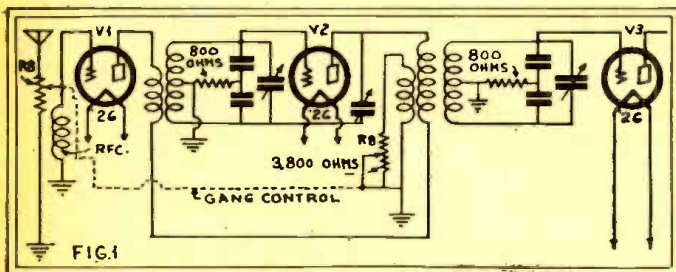 V1
V2
V3
800
OHMS
800
OHMS
R8
26
26
26
RFC.
R8
3,800 OHMS
GANG CONTROL
FIG.1